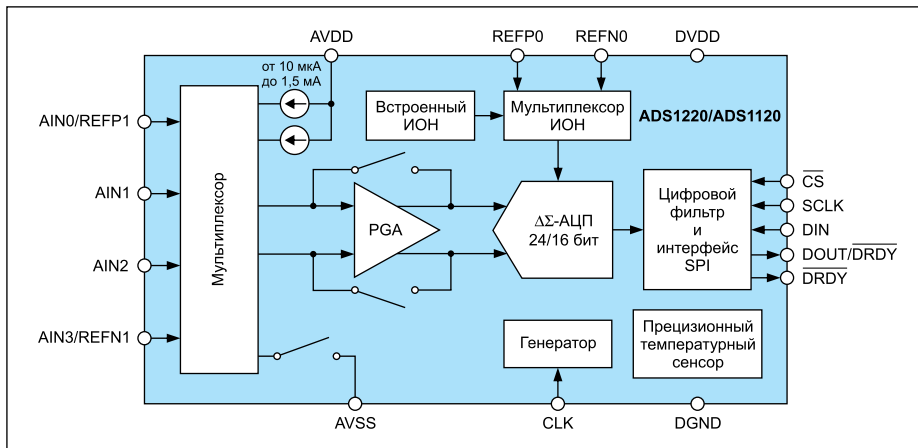 AVDD
REFP0
REFN0
DVDD
от 10 мкА
до 1,5 мА
Встроенный
ИОН
Мультиплексор
ИОН
ADS1220/ADS1120
AIN0/REFP1
AIN1
AIN2
AIN3/REFN1
Мультиплексор
PGA
ΔΣ-АЦП
24/16 бит
Цифровой
фильтр
и
интерфейс
SPI
CS
SCLK
DIN
DOUT/DRDY
DRDY
Генератор
Прецизионный
температурный
сенсор
AVSS
CLK
DGND